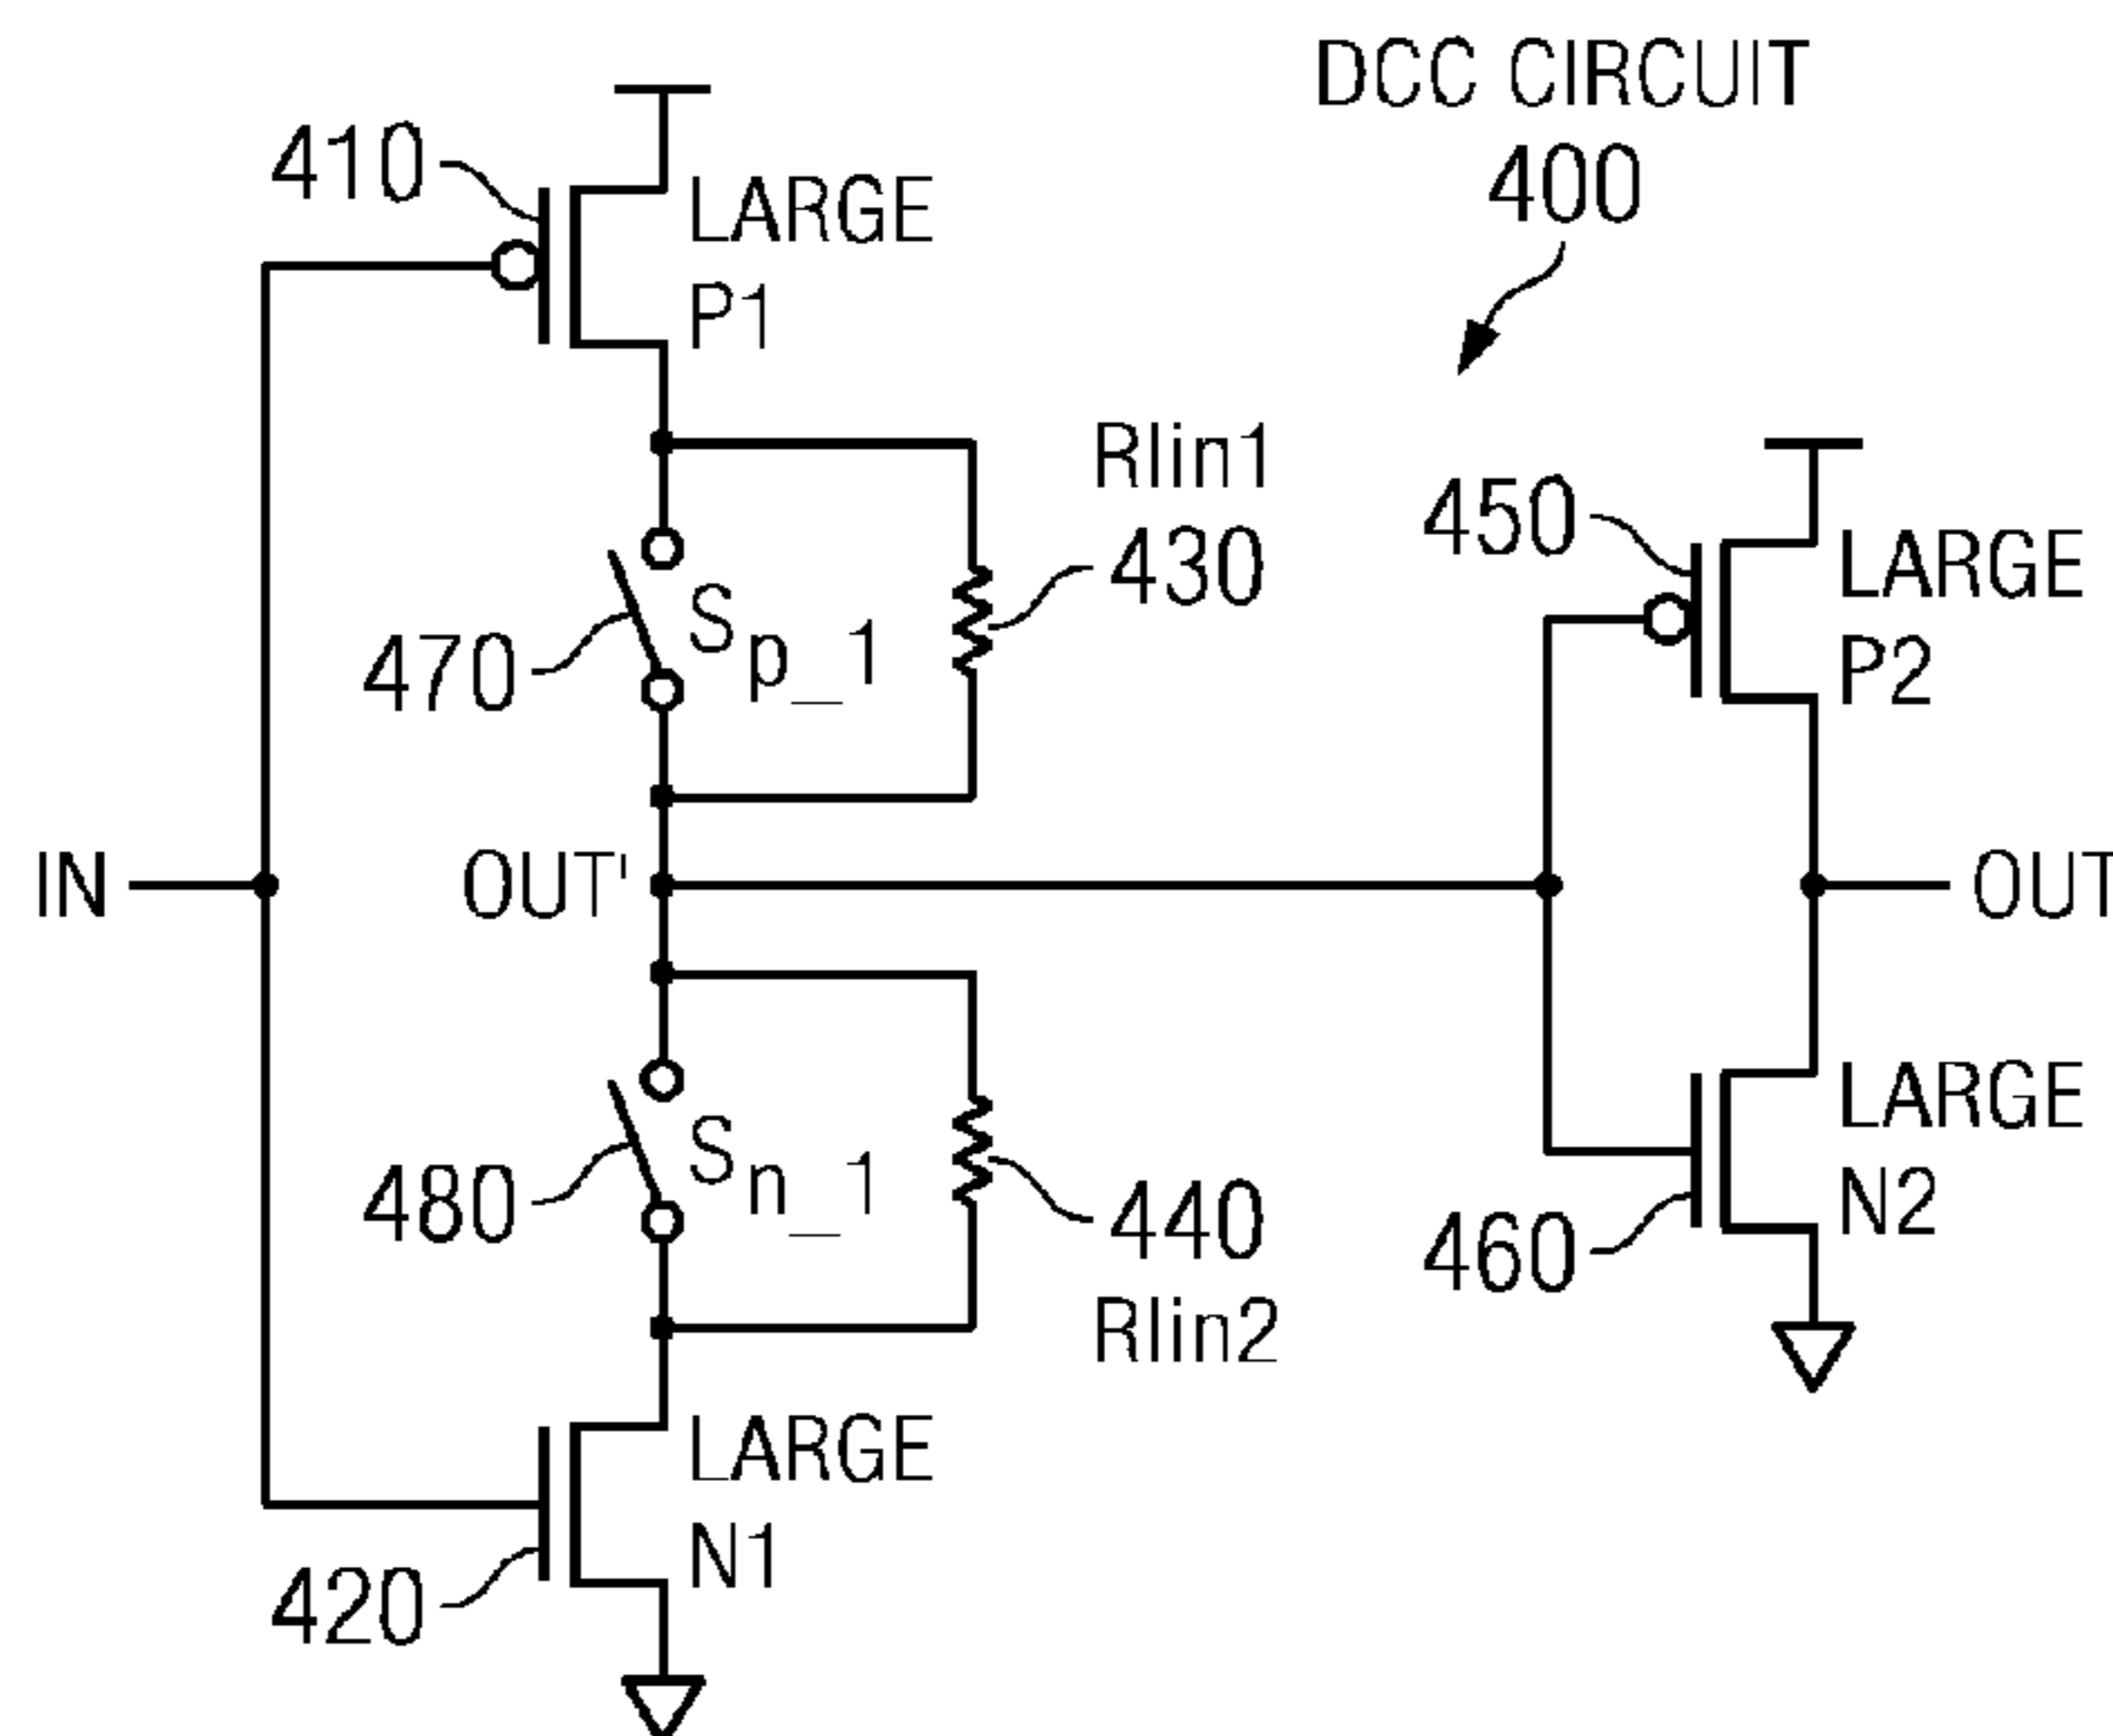 DCC CIRCUIT
400
410
LARGE
P1
Rlin1
430
470
Sp_1
450
LARGE
P2
IN
OUT'
OUT
480
Sn_1
440
Rlin2
LARGE
N2
460
LARGE
N1
420